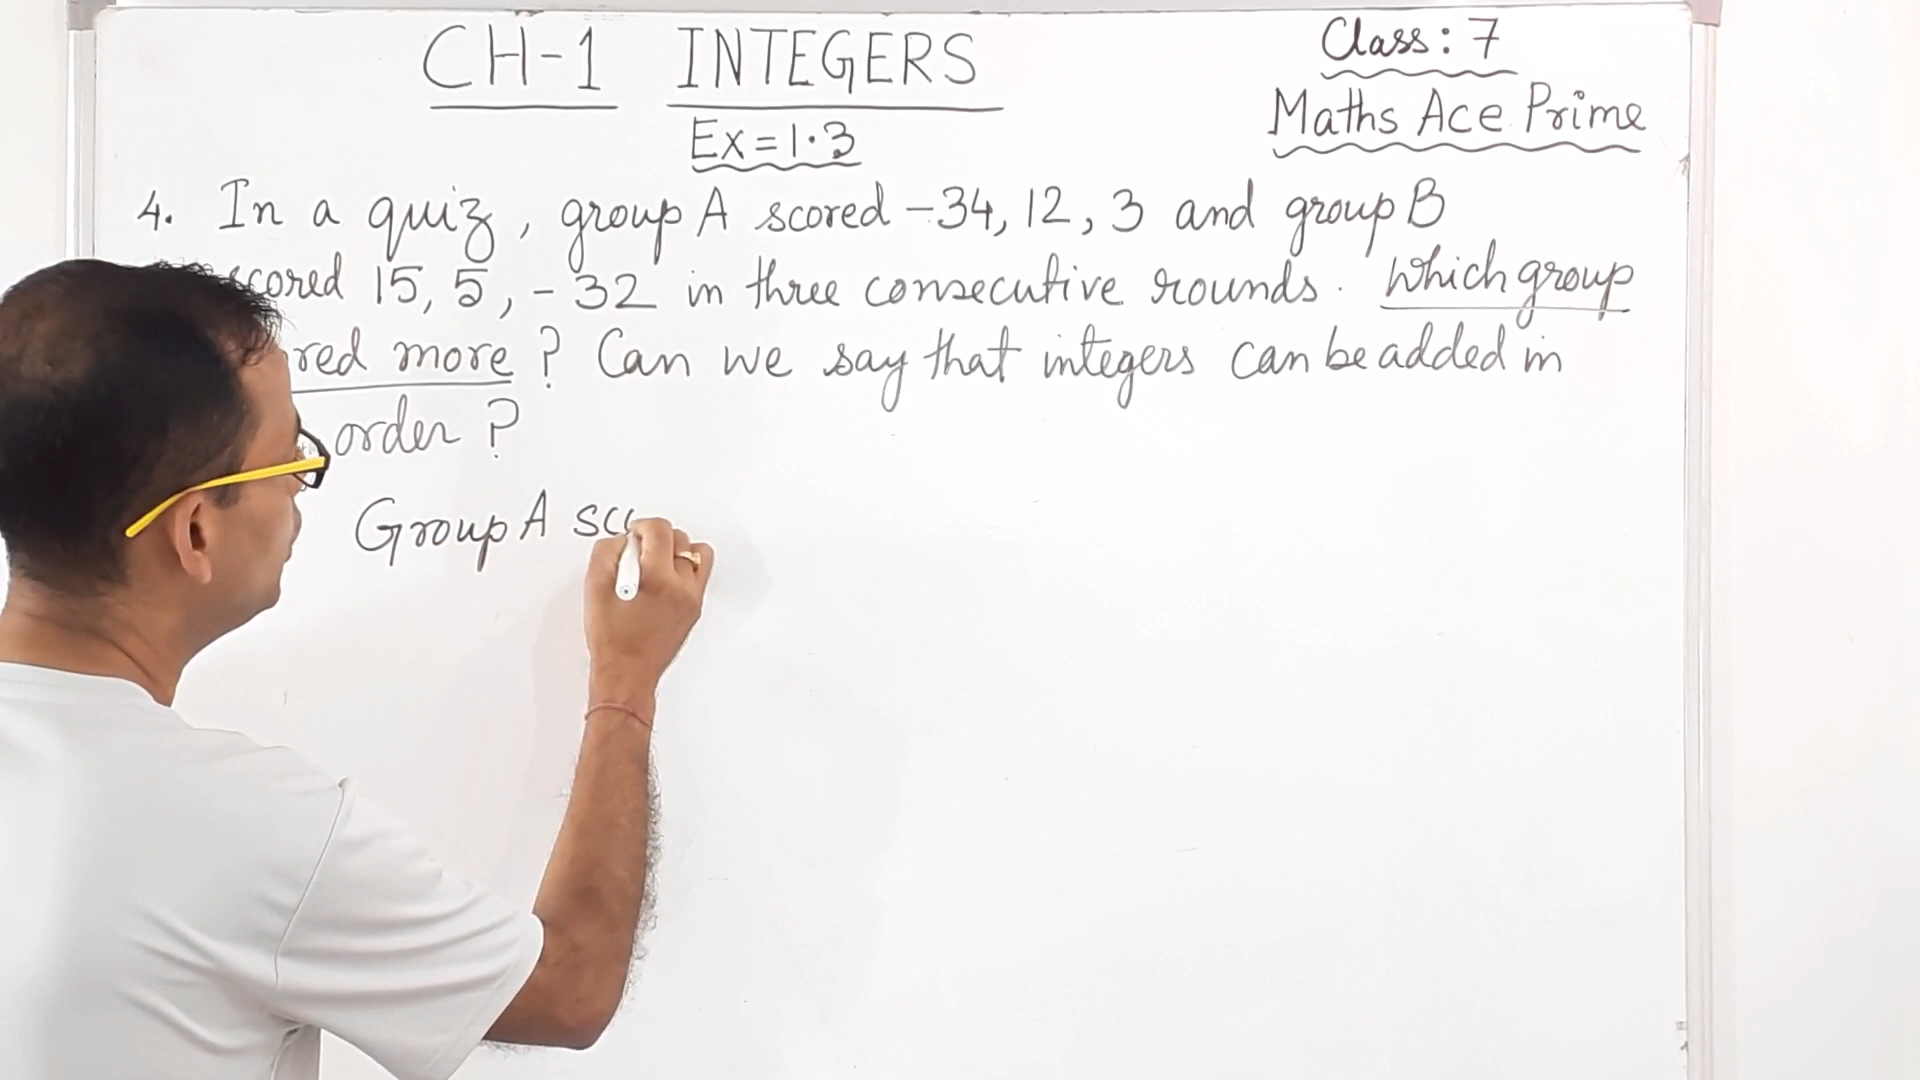 CH-1 INTEGERS
Class: 7
Maths Ace Prime
Ex = 1.3
4. In a quiz, group A scored -34, 12, 3 and group B
scored 15, 5, -32 in three consecutive rounds. Which group
more? Can we say that integers can be added in
order?
Group A